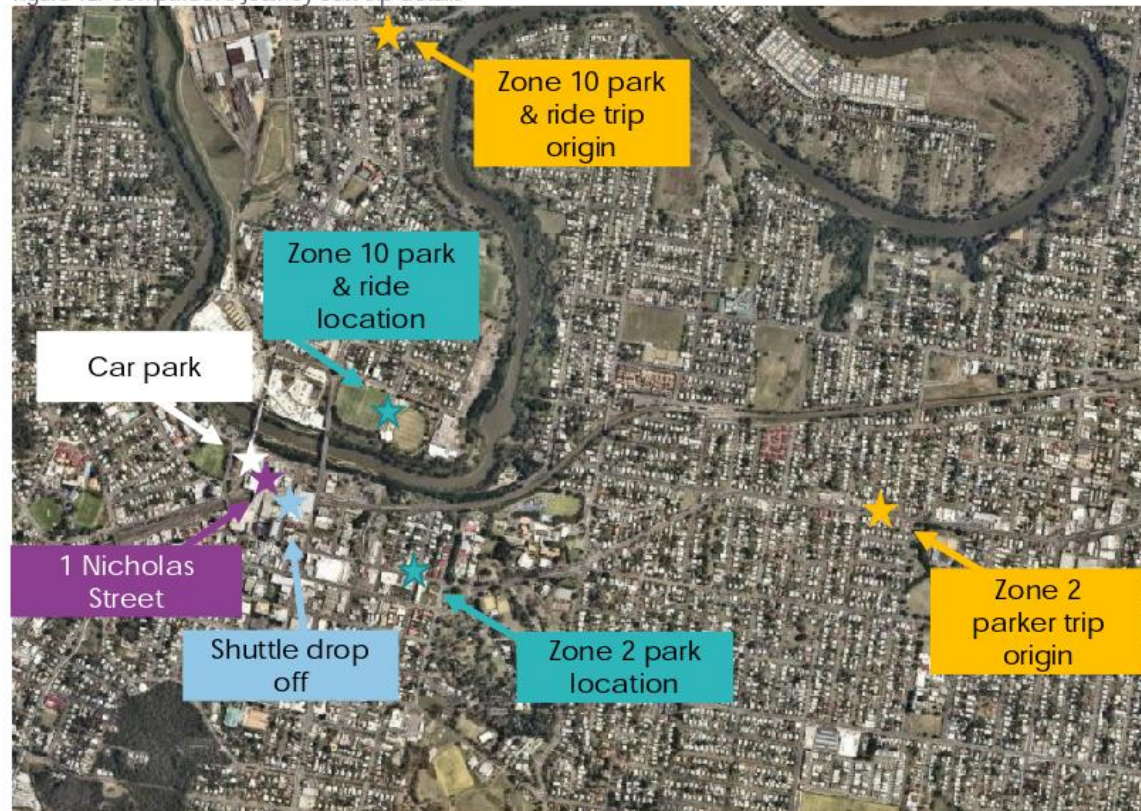 Zone 10 park
& ride trip
origin
Zone 10 park
& ride
location
Car park
1 Nicholas
Street
Shuttle drop
off
Zone 2 park
location
Zone 2
parker trip
origin